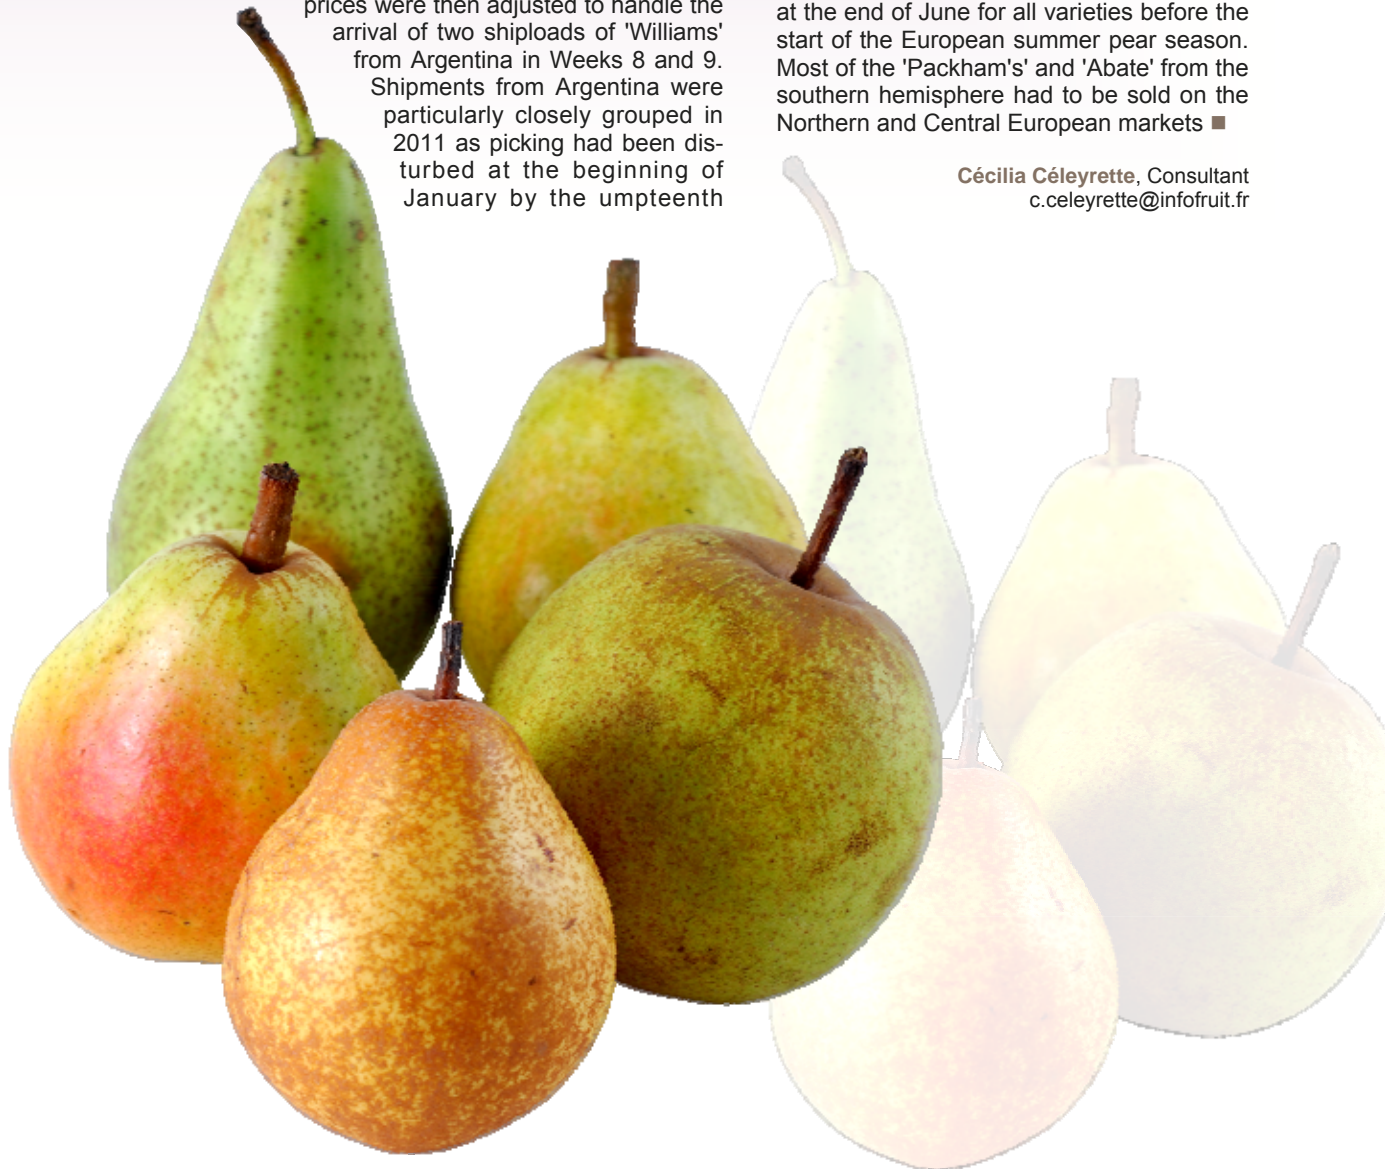 prices were then adjusted to handle the
arrival of two shiploads of 'Williams'
from Argentina in Weeks 8 and 9.
Shipments from Argentina were
particularly closely grouped in
2011 as picking had been dis-
turbed at the beginning of
January by the umpteenth
at the end of June for all varieties before the
start of the European summer pear season.
Most of the 'Packham's' and 'Abate' from the
southern hemisphere had to be sold on the
Northern and Central European markets ■
Cécilia Céleyrette, Consultant
c.celeyrette@infofruit.fr